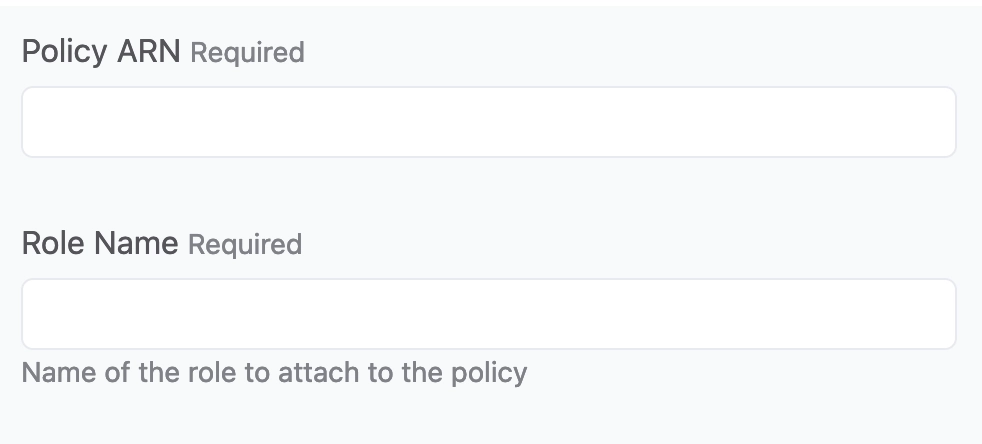 Policy ARN Required
Role Name Required
Name of the role to attach to the policy